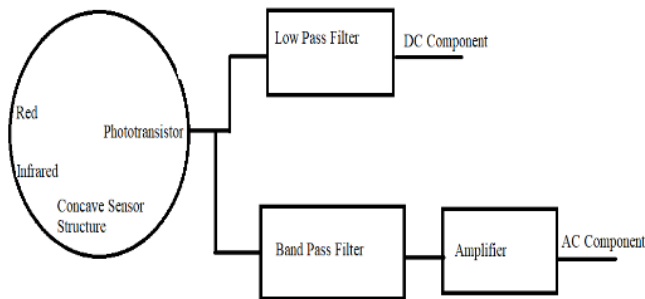 Low Pass Filter
DC Component
Red
Phototransistor
Infrared
Concave Sensor
Structure
Band Pass Filter
Amplifier
AC Component